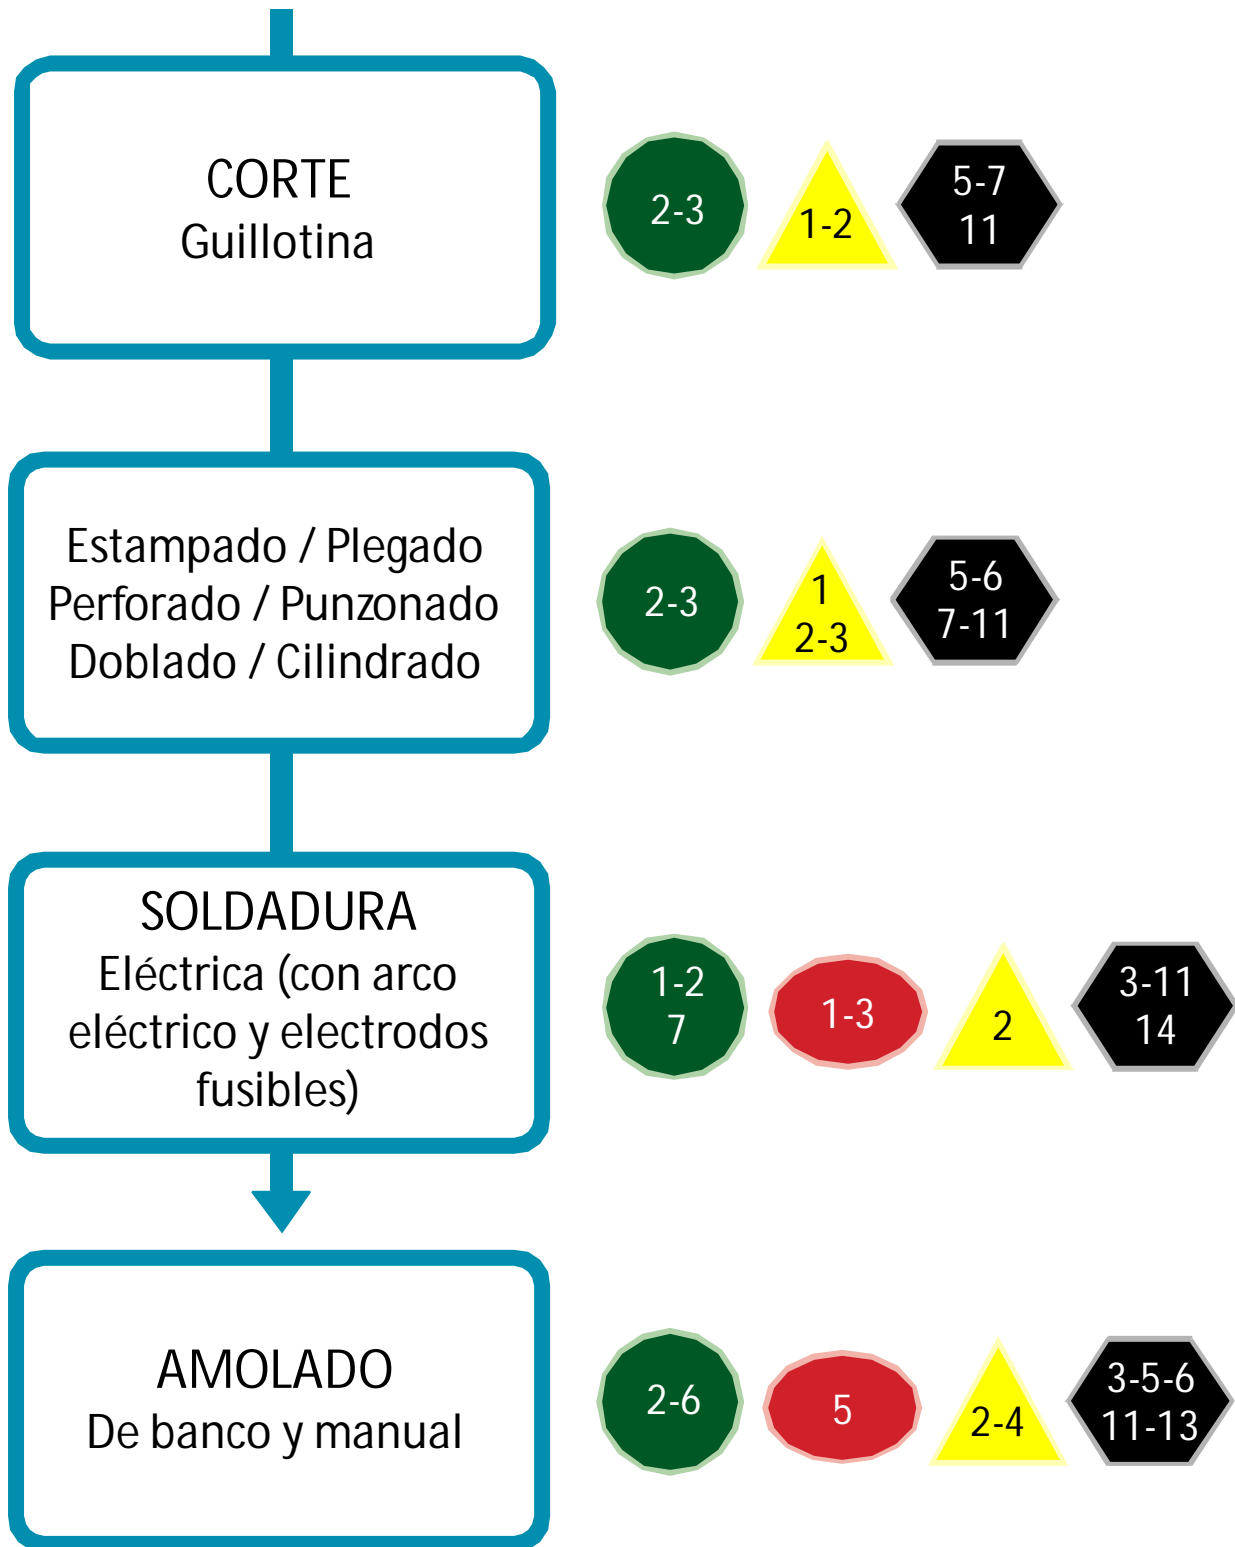 CORTE
Guillotina
2-3
1-2
5-7
11
Estampado / Plegado
Perforado / Punzonado
Doblado / Cilindrado
2-3
1
2-3
5-6
7-11
SOLDADURA
Eléctrica (con arco
eléctrico y electrodos
fusibles)
1-2
7
1-3
2
3-11
14
AMOLADO
De banco y manual
2-6
5
2-4
3-5-6
11-13